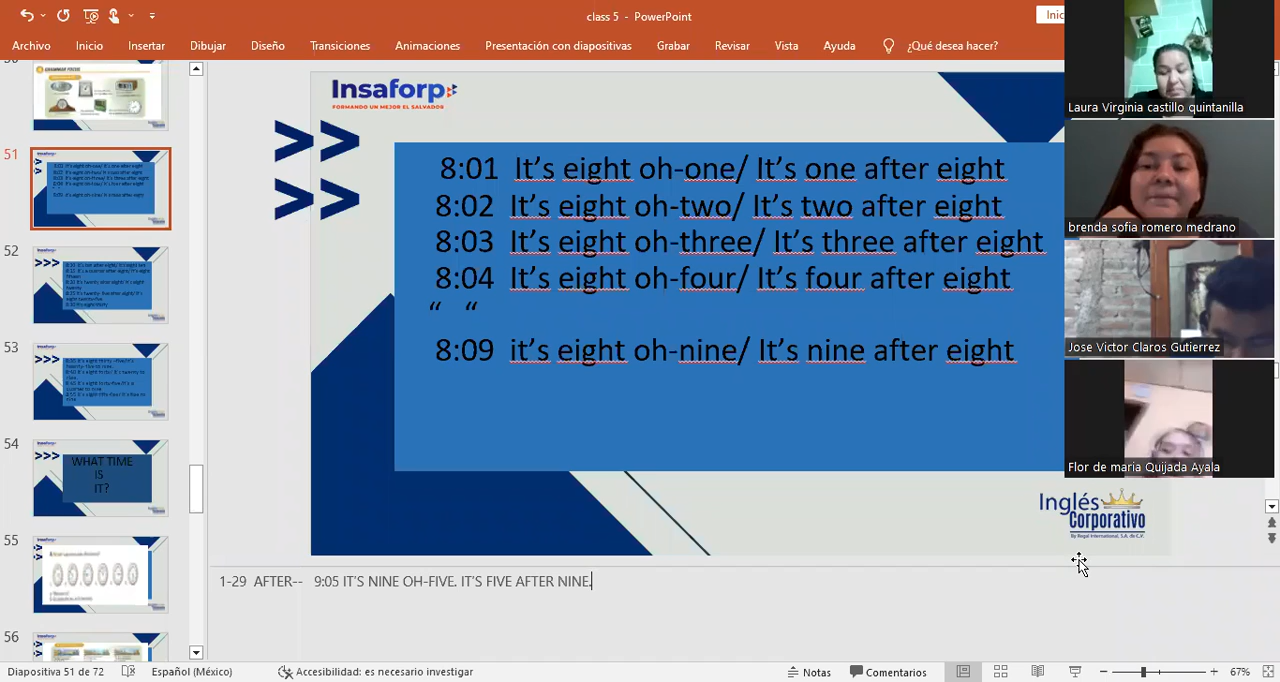 class 5 - PowerPoint
Inic
Archivo Inicio Insertar Dibujar Diseño Transiciones Animaciones Presentación con diapositivas Grabar Revisar Vista Ayuda ¿Qué desea hacer?
Insaforp
FORMANDO UN MEJOR EL SALVADOR
>>
>>
8:01 It's eight oh-one/ It's one after eight
8:02 It's eight oh-two/ It's two after eight
8:03 It's eight oh-three/ It's three after eight
8:04 It's eight oh-four/ It's four after eight
“ “
8:09 it's eight oh-nine/ It's nine after eight
Inglés
Corporativo
By Regal International, S.A. de C.V.
1-29 AFTER-- 9:05 IT'S NINE OH-FIVE. IT'S FIVE AFTER NINE.
Laura Virginia castillo quintanilla
brenda sofia romero medrano
Jose Victor Claros Gutierrez
Flor de maria Quijada Ayala
51
52
53
54
WHAT TIME
IS
IT?
55
56
Diapositiva 51 de 72 Español (México) Accesibilidad: es necesario investigar Notas Comentarios 67%